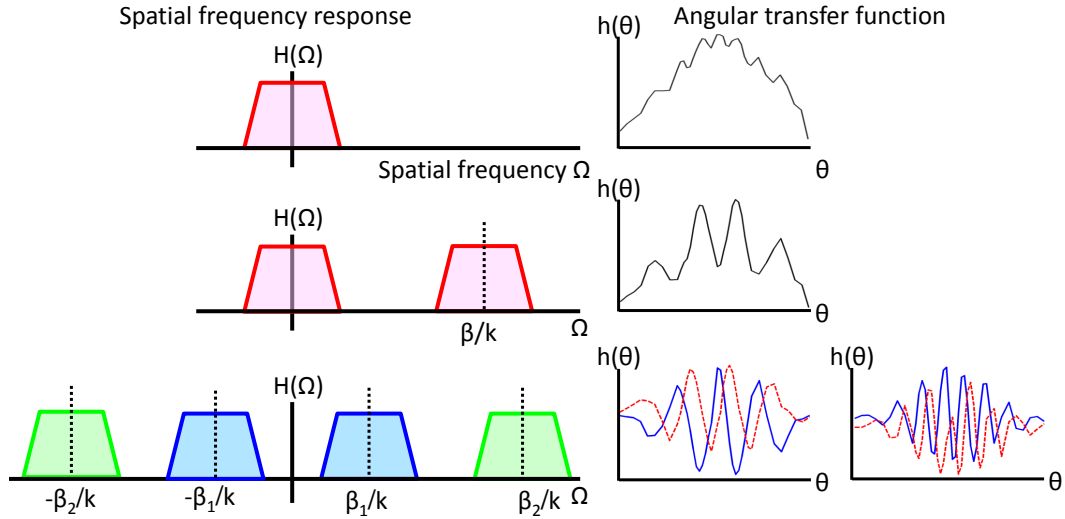 Spatial frequency response
Angular transfer function
H(Ω)
h(θ)
Spatial frequency Ω
θ
H(Ω)
h(θ)
β/k
Ω
θ
H(Ω)
h(θ)
h(θ)
-β₂/k
-β₁/k
β₁/k
β₂/k
Ω
θ
θ